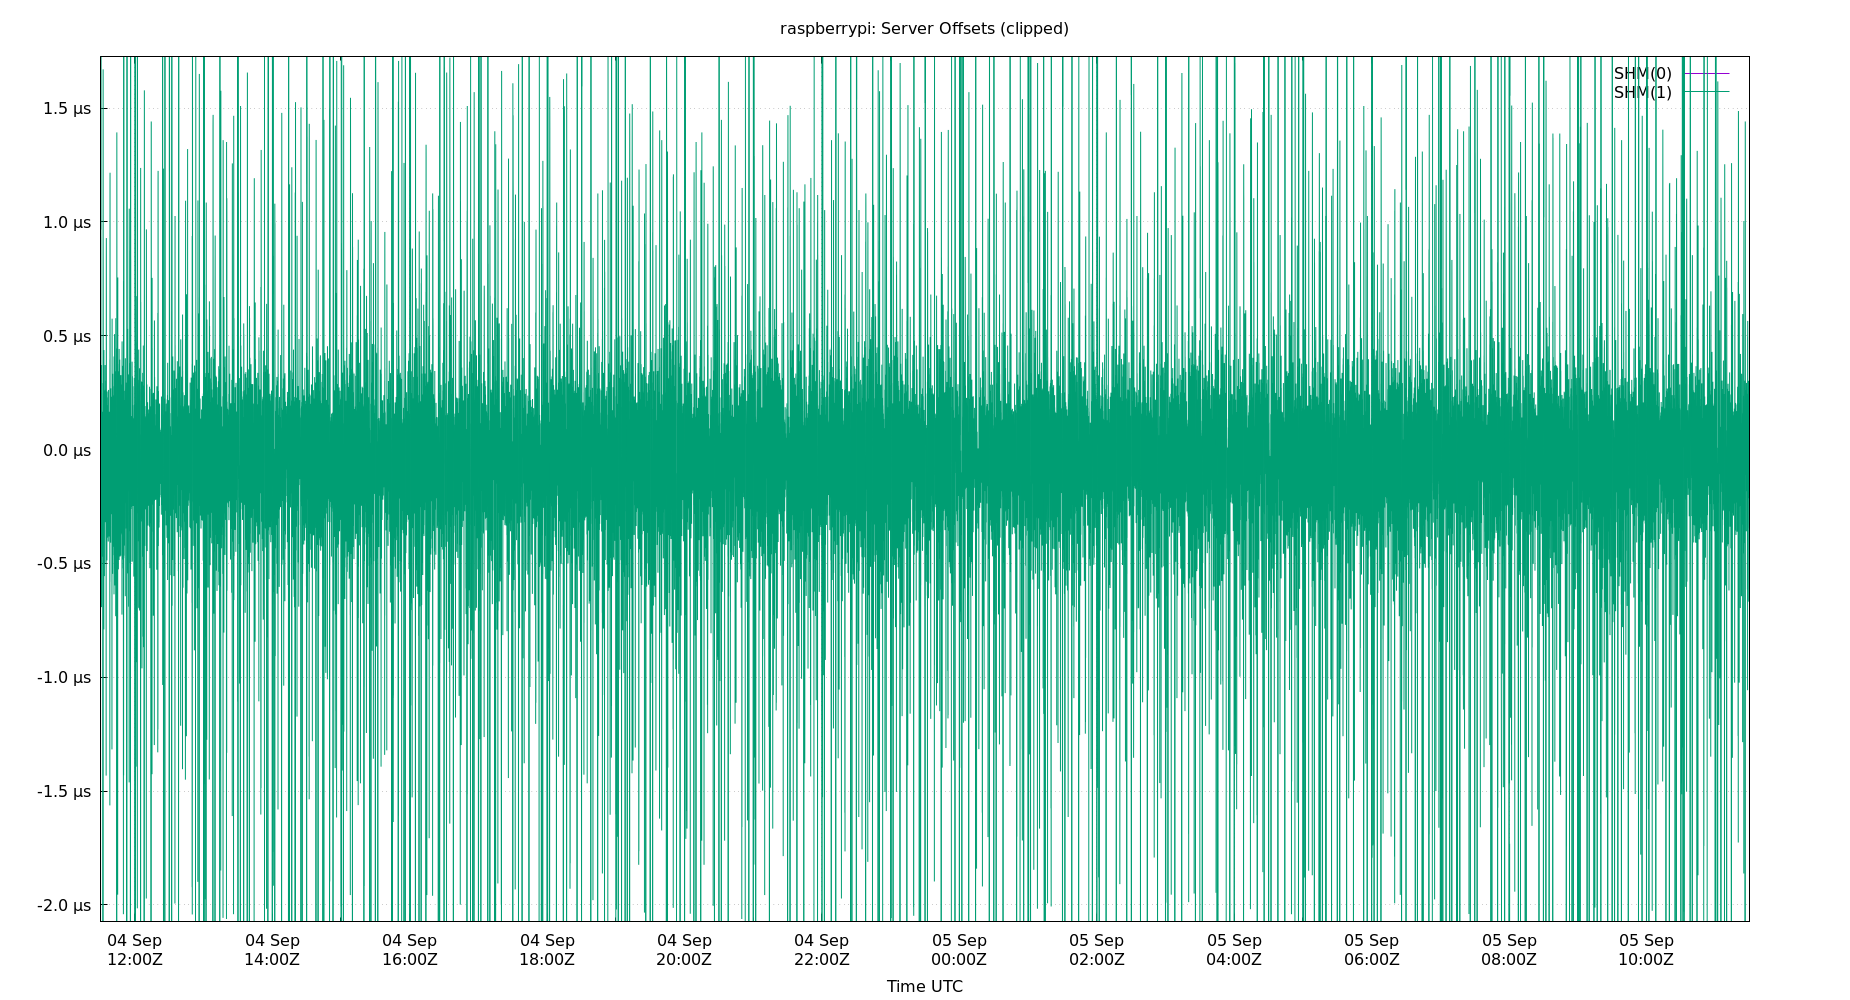 raspberrypi: Server Offsets (clipped)
SHM(0)
SHM(1)
1.5 µs
1.0 µs
0.5 µs
0.0 µs
-0.5 µs
-1.0 µs
-1.5 µs
-2.0 µs
04 Sep 04 Sep 04 Sep 04 Sep 04 Sep 04 Sep 05 Sep 05 Sep 05 Sep 05 Sep 05 Sep 05 Sep
12:00Z 14:00Z 16:00Z 18:00Z 20:00Z 22:00Z 00:00Z 02:00Z 04:00Z 06:00Z 08:00Z 10:00Z
Time UTC